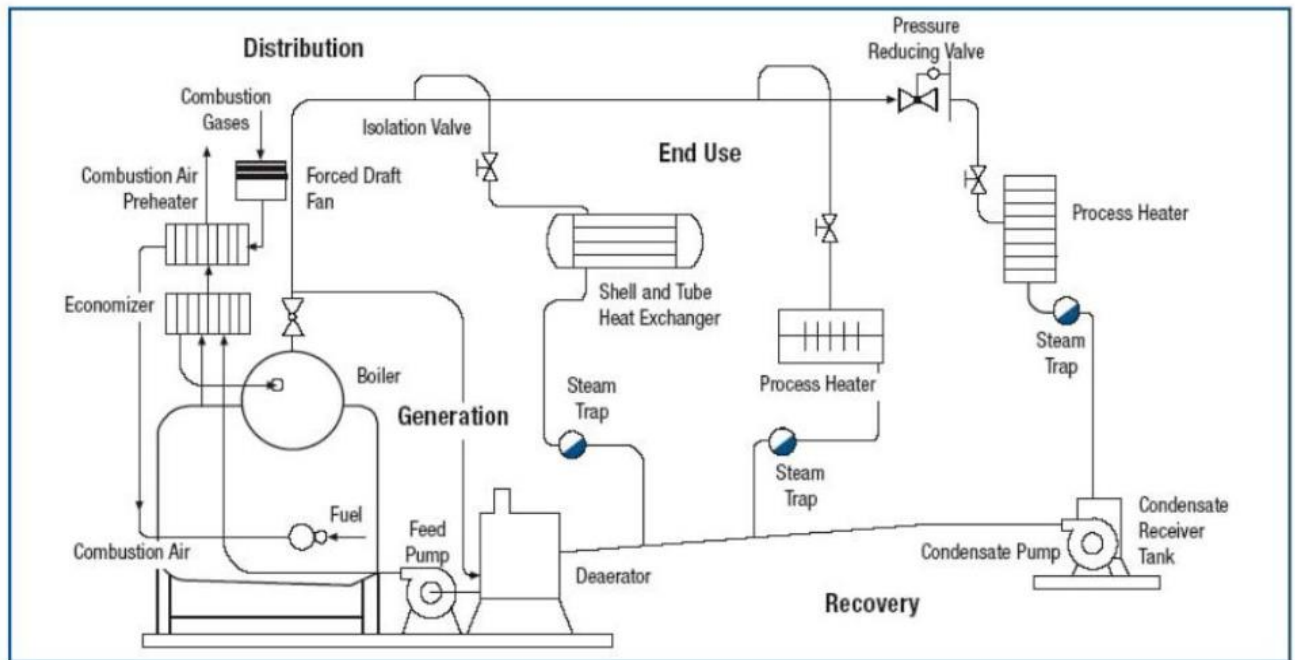 Distribution
Pressure
Reducing Valve
Combustion
Gases
Isolation Valve
End Use
Combustion Air
Preheater
Forced Draft
Fan
Process Heater
Economizer
Shell and Tube
Heat Exchanger
Steam
Trap
Boiler
Process Heater
Generation
Steam
Trap
Steam
Trap
Fuel
Feed
Pump
Condensate
Receiver
Tank
Combustion Air
Condensate Pump
Deaerator
Recovery